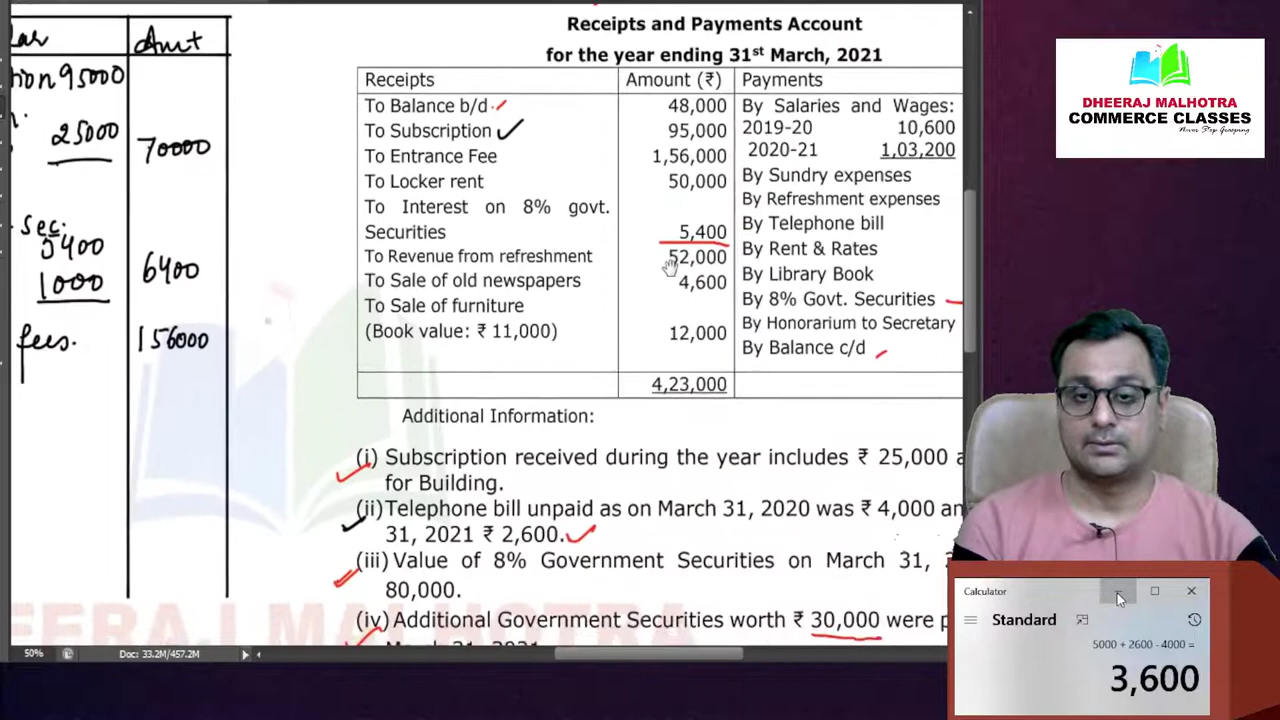 Amt
95000
25000
70000
Sec.
5400
1000
6400
fees.
156000
Receipts and Payments Account
for the year ending 31st March, 2021
Receipts Amount (₹) Payments
To Balance b/d 48,000 By Salaries and Wages:
To Subscription 95,000 2019-20 10,600
To Entrance Fee 1,56,000 2020-21 1,03,200
To Locker rent 50,000 By Sundry expenses
To Interest on 8% govt. By Refreshment expenses
Securities 5,400 By Telephone bill
To Revenue from refreshment 52,000 By Rent & Rates
To Sale of old newspapers 4,600 By Library Book
To Sale of furniture By 8% Govt. Securities
(Book value: ₹ 11,000) 12,000 By Honorarium to Secretary
By Balance c/d
4,23,000
Additional Information:
(i) Subscription received during the year includes ₹ 25,000
for Building.
(ii) Telephone bill unpaid as on March 31, 2020 was ₹ 4,000
31, 2021 ₹ 2,600.
(iii) Value of 8% Government Securities on March 31,
80,000.
(iv) Additional Government Securities worth ₹ 30,000 were
50% Doc: 33.2M/457.2M
DHEERAJ MALHOTRA
COMMERCE CLASSES
Never Stop Growing
Calculator
Standard
5000 + 2600 - 4000 =
3,600